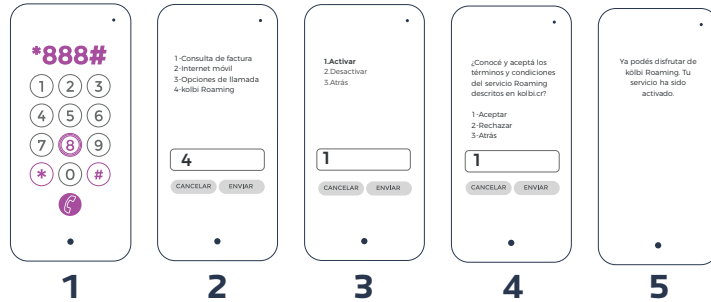 *888#
1 2 3
4 5 6
7 8 9
* 0 #
1
1-Consulta de factura
2-Internet móvil
3-Opciones de llamada
4-kolbi Roaming
4
CANCELAR ENVIAR
2
1.Activar
2.Desactivar
3.Atrás
1
CANCELAR ENVIAR
3
¿Conocé y aceptá los
términos y condiciones
del servicio Roaming
descritos en kolbi.cr?
1-Aceptar
2-Rechazar
3-Atrás
1
CANCELAR ENVIAR
4
Ya podés disfrutar de
kölbi Roaming. Tu
servicio ha sido
activado.
5